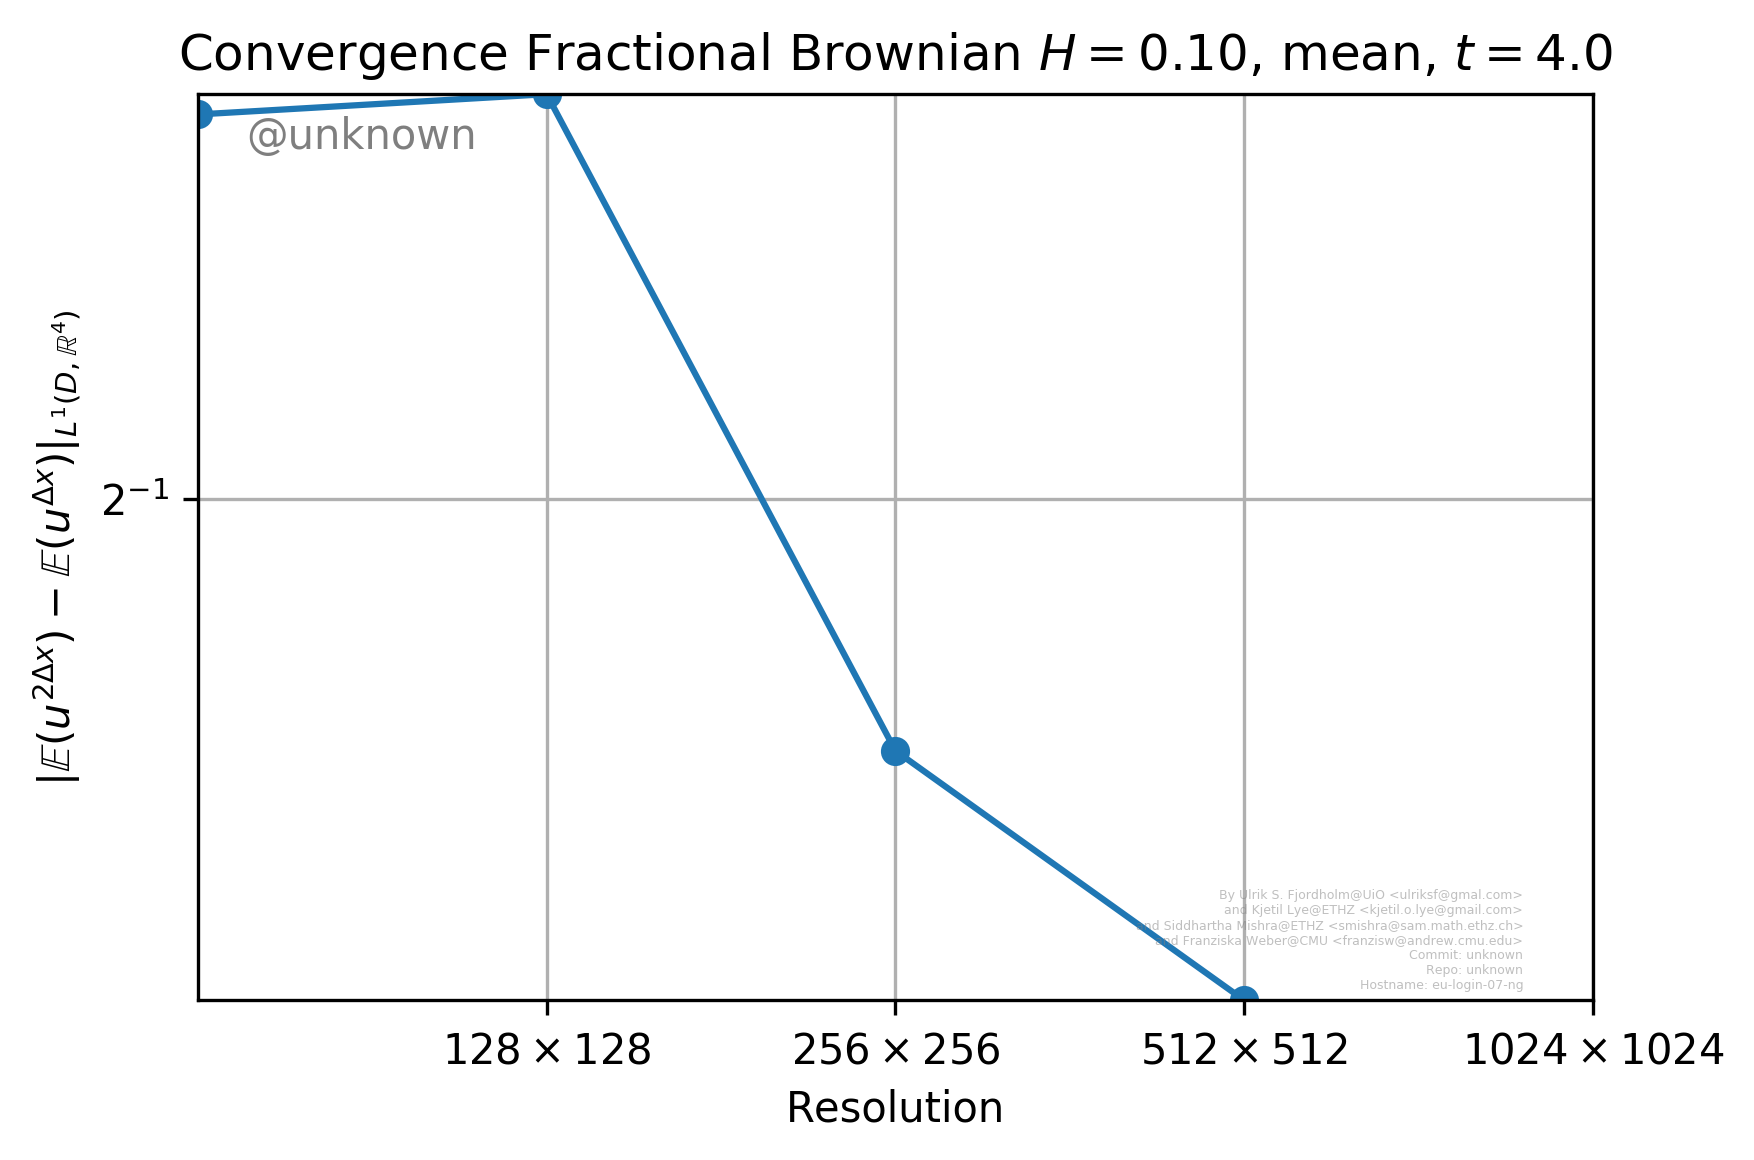 Convergence Fractional Brownian H = 0.10, mean, t = 4.0
@unknown
|𝔼(u^{2Δx}) − 𝔼(u^{Δx})|_{L^1(D, ℝ^4)}
2^{−1}
By Ulrik S. Fjordholm@UiO <ulriksf@gmal.com>
and Kjetil Lye@ETHZ <kjetil.o.lye@gmail.com>
and Siddhartha Mishra@ETHZ <smishra@sam.math.ethz.ch>
and Franziska Weber@CMU <franzisw@andrew.cmu.edu>
Commit: unknown
Repo: unknown
Hostname: eu-login-07-ng
128 × 128 256 × 256 512 × 512 1024 × 1024
Resolution